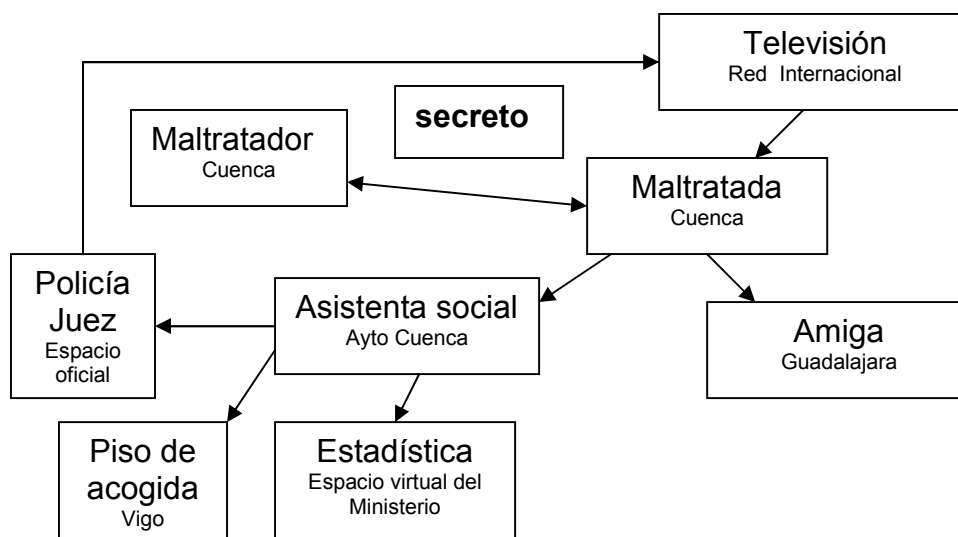 Televisión
Red Internacional
secreto
Maltratador
Cuenca
Maltratada
Cuenca
Policía
Juez
Espacio
oficial
Asistenta social
Ayto Cuenca
Amiga
Guadalajara
Piso de
acogida
Vigo
Estadística
Espacio virtual del
Ministerio